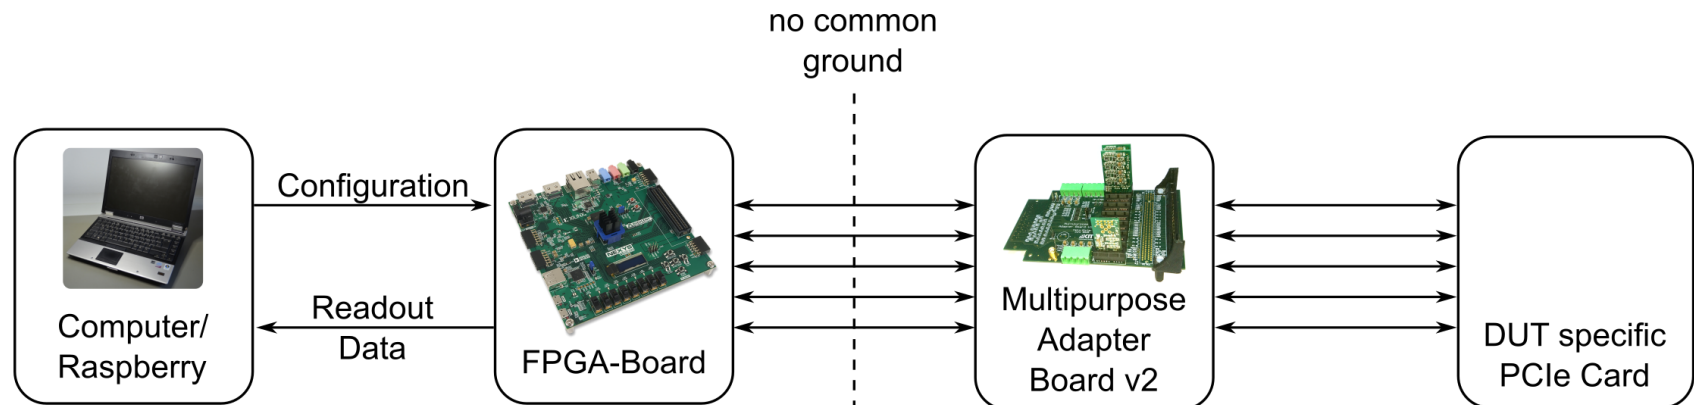 no common
ground
Configuration
Readout
Data
Computer/
Raspberry
FPGA-Board
Multipurpose
Adapter
Board v2
DUT specific
PCIe Card